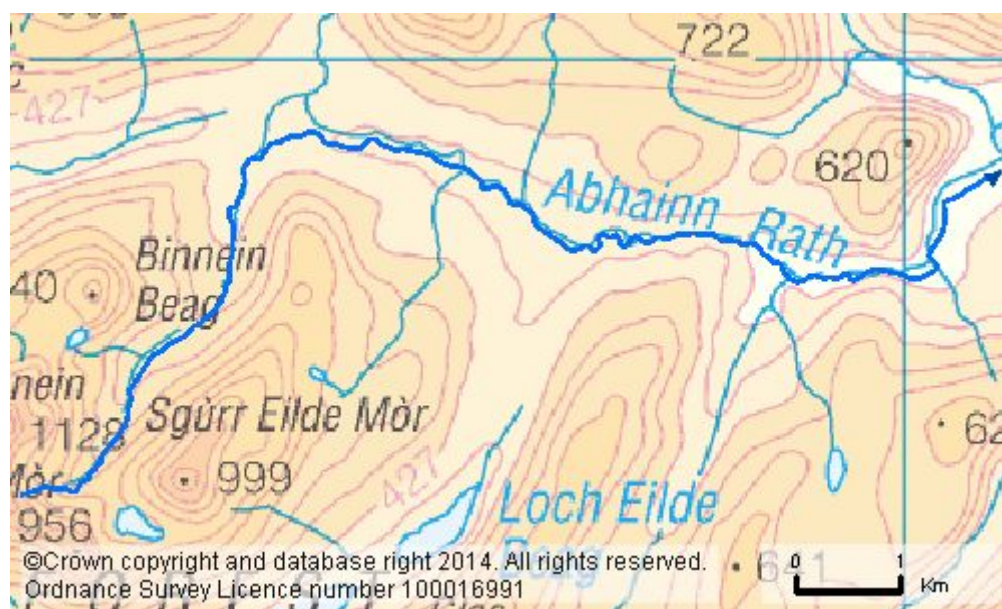 722
427
620
Abhainn Rath
Binnein
Beag
40
nein
1128
Sgùrr Eilde Mòr
Mòr
999
427
956
62
Loch Eilde
Beag
©Crown copyright and database right 2014. All rights reserved.
Ordnance Survey Licence number 100016991
0 1
Km